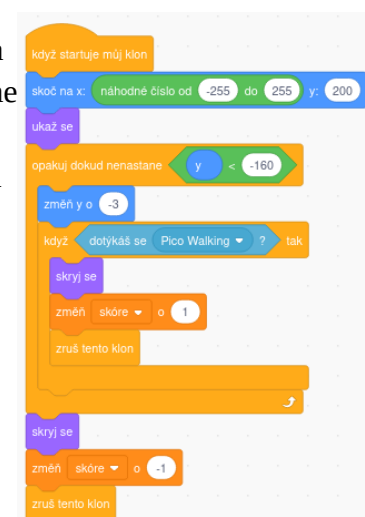 když startuje můj klon
skoč na x: náhodné číslo od -255 do 255 y: 200
ukaž se
opakuj dokud nenastane y < -160
změň y o -3
když dotýkáš se Pico Walking ? tak
skryj se
změň skóre o 1
zruš tento klon
skryj se
změň skóre o -1
zruš tento klon